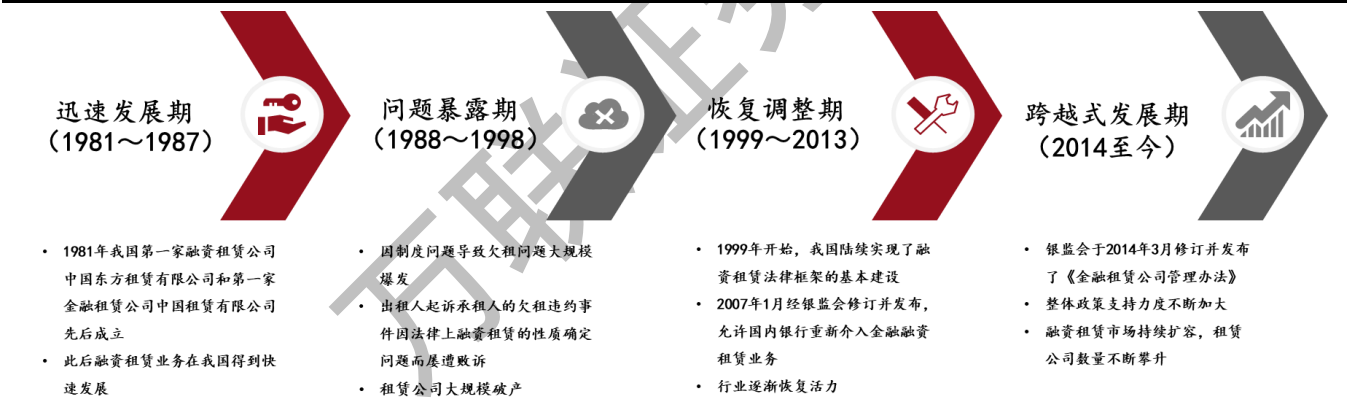 迅速发展期
（1981～1987）
• 1981年我国第一家融资租赁公司
中国东方租赁有限公司和第一家
金融租赁公司中国租赁有限公司
先后成立
• 此后融资租赁业务在我国得到快
速发展
问题暴露期
（1988～1998）
• 因制度问题导致欠租问题大规模
爆发
• 出租人起诉承租人的欠租违约事
件因法律上融资租赁的性质确定
问题而屡遭败诉
• 租赁公司大规模破产
恢复调整期
（1999～2013）
• 1999年开始，我国陆续实现了融
资租赁法律框架的基本建设
• 2007年1月经银监会修订并发布，
允许国内银行重新介入金融融资
租赁业务
• 行业逐渐恢复活力
跨越式发展期
（2014至今）
• 银监会于2014年3月修订并发布
了《金融租赁公司管理办法》
• 整体政策支持力度不断加大
• 融资租赁市场持续扩容，租赁
公司数量不断攀升
万联证券